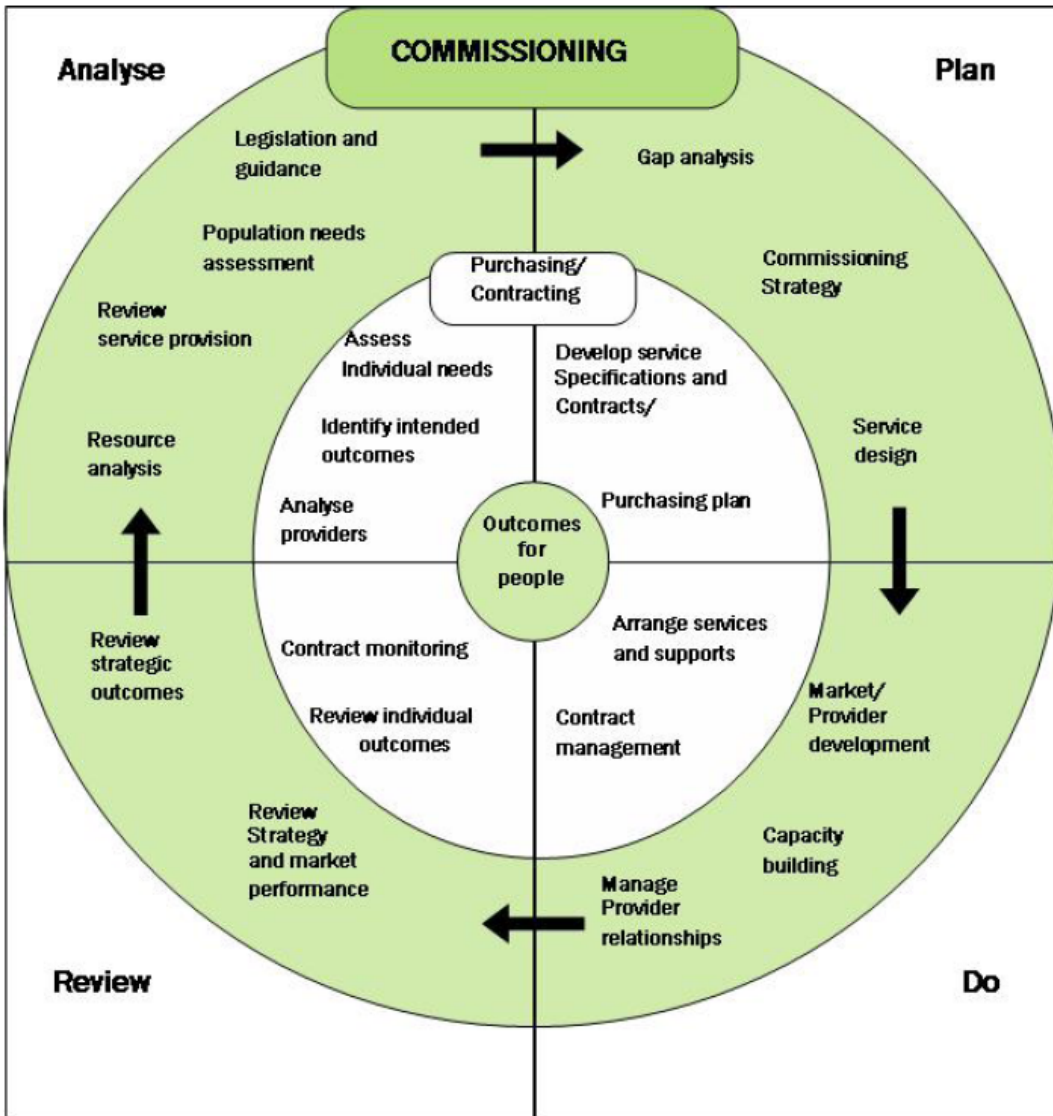 COMMISSIONING
Analyse
Plan
Legislation and
guidance
Population needs
assessment
Review
service provision
Resource
analysis
Gap analysis
Commissioning
Strategy
Service
design
Purchasing/
Contracting
Assess
Individual needs
Identify intended
outcomes
Analyse
providers
Develop service
Specifications and
Contracts/
Purchasing plan
Outcomes
for
people
Contract monitoring
Review individual
outcomes
Arrange services
and supports
Contract
management
Review
strategic
outcomes
Review
Strategy
and market
performance
Market/
Provider
development
Capacity
building
Manage
Provider
relationships
Review
Do